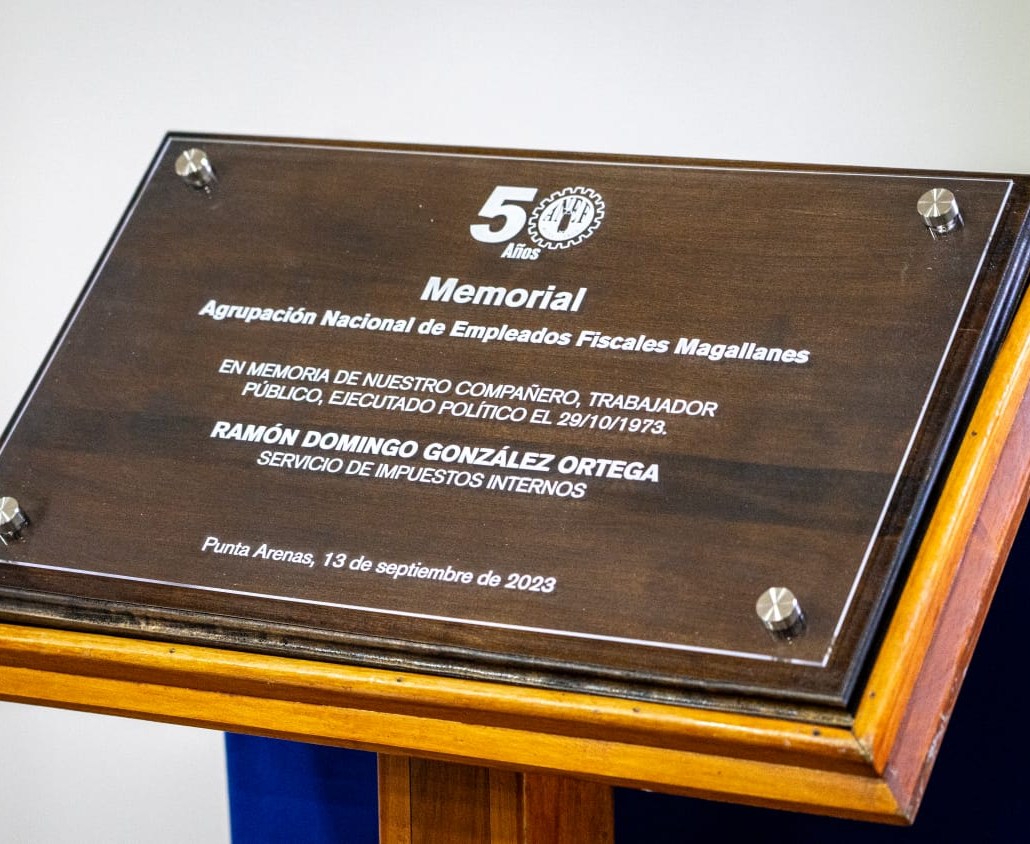 50
Años
ANEF
Memorial
Agrupación Nacional de Empleados Fiscales Magallanes
EN MEMORIA DE NUESTRO COMPAÑERO, TRABAJADOR
PÚBLICO, EJECUTADO POLÍTICO EL 29/10/1973.
RAMÓN DOMINGO GONZÁLEZ ORTEGA
SERVICIO DE IMPUESTOS INTERNOS
Punta Arenas, 13 de septiembre de 2023